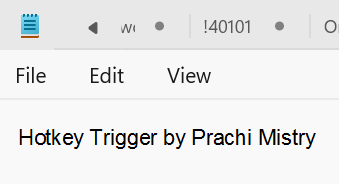 !40101
File Edit View
Hotkey Trigger by Prachi Mistry